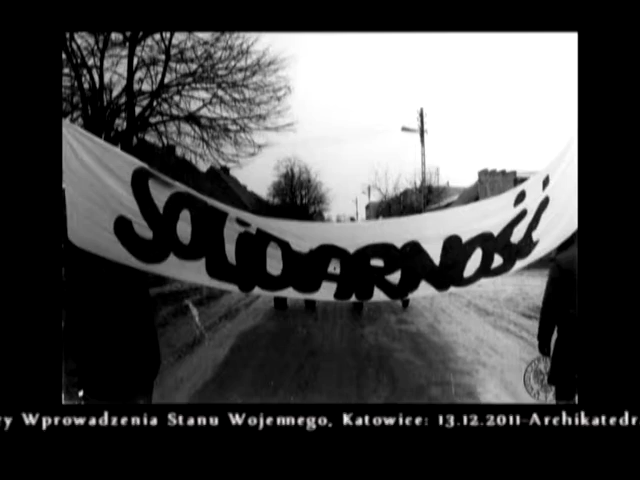 SOLIDARNOŚĆ
y Wprowadzenia Stanu Wojennego, Katowice: 13.12.2011-Archikatedr